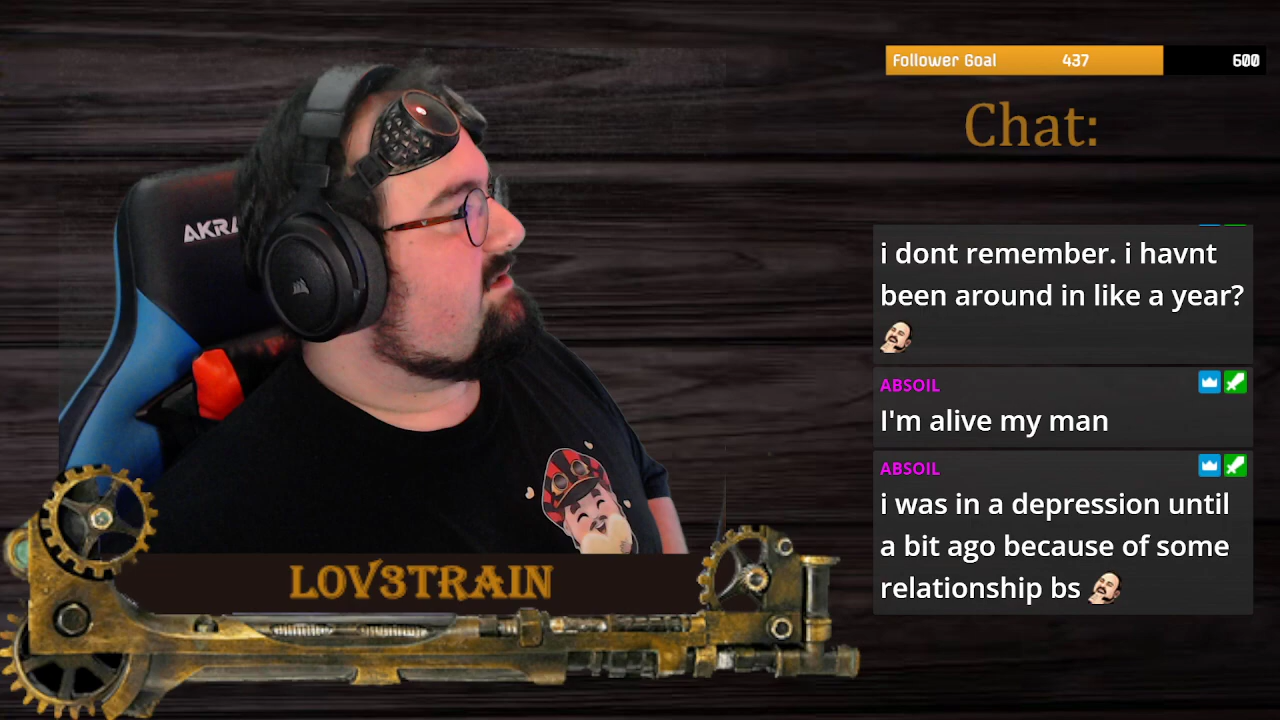 Follower Goal 437 600
Chat:
AKRA
i dont remember. i havnt
been around in like a year?
ABSOIL
I'm alive my man
ABSOIL
i was in a depression until
a bit ago because of some
relationship bs
LOV3TRAIN